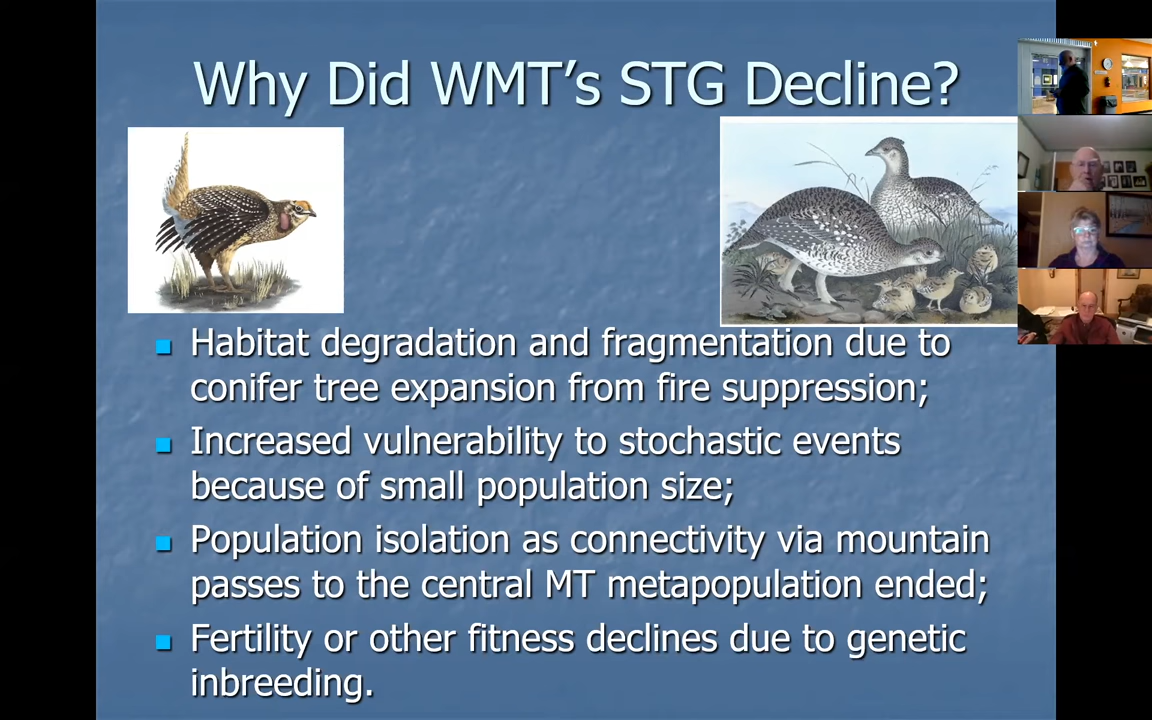 Why Did WMT’s STG Decline?
Habitat degradation and fragmentation due to
conifer tree expansion from fire suppression;
Increased vulnerability to stochastic events
because of small population size;
Population isolation as connectivity via mountain
passes to the central MT metapopulation ended;
Fertility or other fitness declines due to genetic
inbreeding.